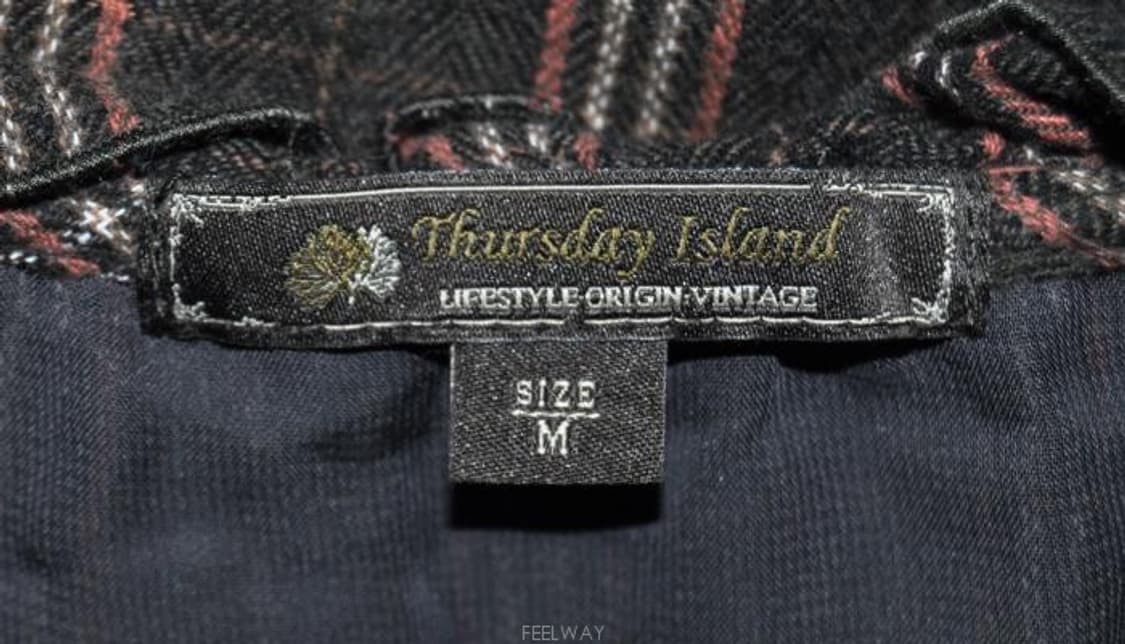 Thursday Island
LIFESTYLE·ORIGIN·VINTAGE
SIZE
M
FEELWAY